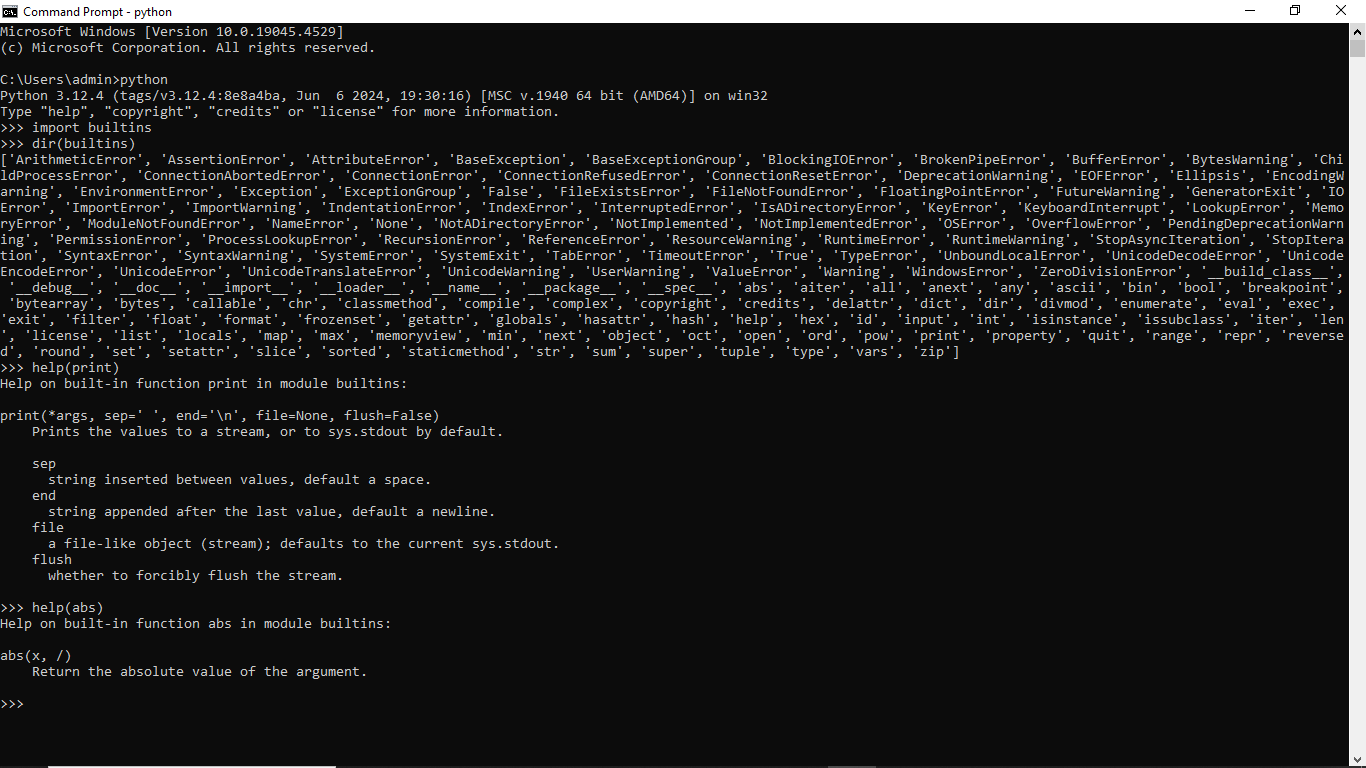 Command Prompt - python
Microsoft Windows [Version 10.0.19045.4529]
(c) Microsoft Corporation. All rights reserved.
C:\Users\admin>python
Python 3.12.4 (tags/v3.12.4:8e8a4ba, Jun  6 2024, 19:30:16) [MSC v.1940 64 bit (AMD64)] on win32
Type "help", "copyright", "credits" or "license" for more information.
>>> import builtins
>>> dir(builtins)
['ArithmeticError', 'AssertionError', 'AttributeError', 'BaseException', 'BaseExceptionGroup', 'BlockingIOError', 'BrokenPipeError', 'BufferError', 'BytesWarning', 'Chi
ldProcessError', 'ConnectionAbortedError', 'ConnectionError', 'ConnectionRefusedError', 'ConnectionResetError', 'DeprecationWarning', 'EOFError', 'Ellipsis', 'EncodingW
arning', 'EnvironmentError', 'Exception', 'ExceptionGroup', 'False', 'FileExistsError', 'FileNotFoundError', 'FloatingPointError', 'FutureWarning', 'GeneratorExit', 'IO
Error', 'ImportError', 'ImportWarning', 'IndentationError', 'IndexError', 'InterruptedError', 'IsADirectoryError', 'KeyError', 'KeyboardInterrupt', 'LookupError', 'Memo
ryError', 'ModuleNotFoundError', 'NameError', 'None', 'NotADirectoryError', 'NotImplemented', 'NotImplementedError', 'OSError', 'OverflowError', 'PendingDeprecationWarn
ing', 'PermissionError', 'ProcessLookupError', 'RecursionError', 'ReferenceError', 'ResourceWarning', 'RuntimeError', 'RuntimeWarning', 'StopAsyncIteration', 'StopItera
tion', 'SyntaxError', 'SyntaxWarning', 'SystemError', 'SystemExit', 'TabError', 'TimeoutError', 'True', 'TypeError', 'UnboundLocalError', 'UnicodeDecodeError', 'Unicode
EncodeError', 'UnicodeError', 'UnicodeTranslateError', 'UnicodeWarning', 'UserWarning', 'ValueError', 'Warning', 'WindowsError', 'ZeroDivisionError', '__build_class__',
 '__debug__', '__doc__', '__import__', '__loader__', '__name__', '__package__', '__spec__', 'abs', 'aiter', 'all', 'anext', 'any', 'ascii', 'bin', 'bool', 'breakpoint',
 'bytearray', 'bytes', 'callable', 'chr', 'classmethod', 'compile', 'complex', 'copyright', 'credits', 'delattr', 'dict', 'dir', 'divmod', 'enumerate', 'eval', 'exec',
'exit', 'filter', 'float', 'format', 'frozenset', 'getattr', 'globals', 'hasattr', 'hash', 'help', 'hex', 'id', 'input', 'int', 'isinstance', 'issubclass', 'iter', 'len
', 'license', 'list', 'locals', 'map', 'max', 'memoryview', 'min', 'next', 'object', 'oct', 'open', 'ord', 'pow', 'print', 'property', 'quit', 'range', 'repr', 'reverse
d', 'round', 'set', 'setattr', 'slice', 'sorted', 'staticmethod', 'str', 'sum', 'super', 'tuple', 'type', 'vars', 'zip']
>>> help(print)
Help on built-in function print in module builtins:
print(*args, sep=' ', end='\n', file=None, flush=False)
    Prints the values to a stream, or to sys.stdout by default.
    sep
      string inserted between values, default a space.
    end
      string appended after the last value, default a newline.
    file
      a file-like object (stream); defaults to the current sys.stdout.
    flush
      whether to forcibly flush the stream.
>>> help(abs)
Help on built-in function abs in module builtins:
abs(x, /)
    Return the absolute value of the argument.
>>>